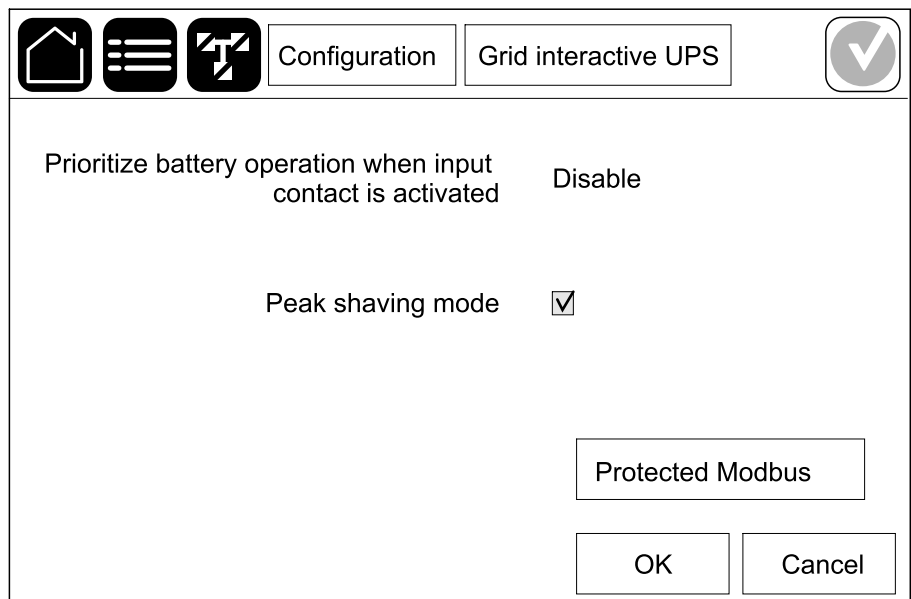 Configuration
Grid interactive UPS
Prioritize battery operation when input
contact is activated
Disable
Peak shaving mode
Protected Modbus
OK
Cancel